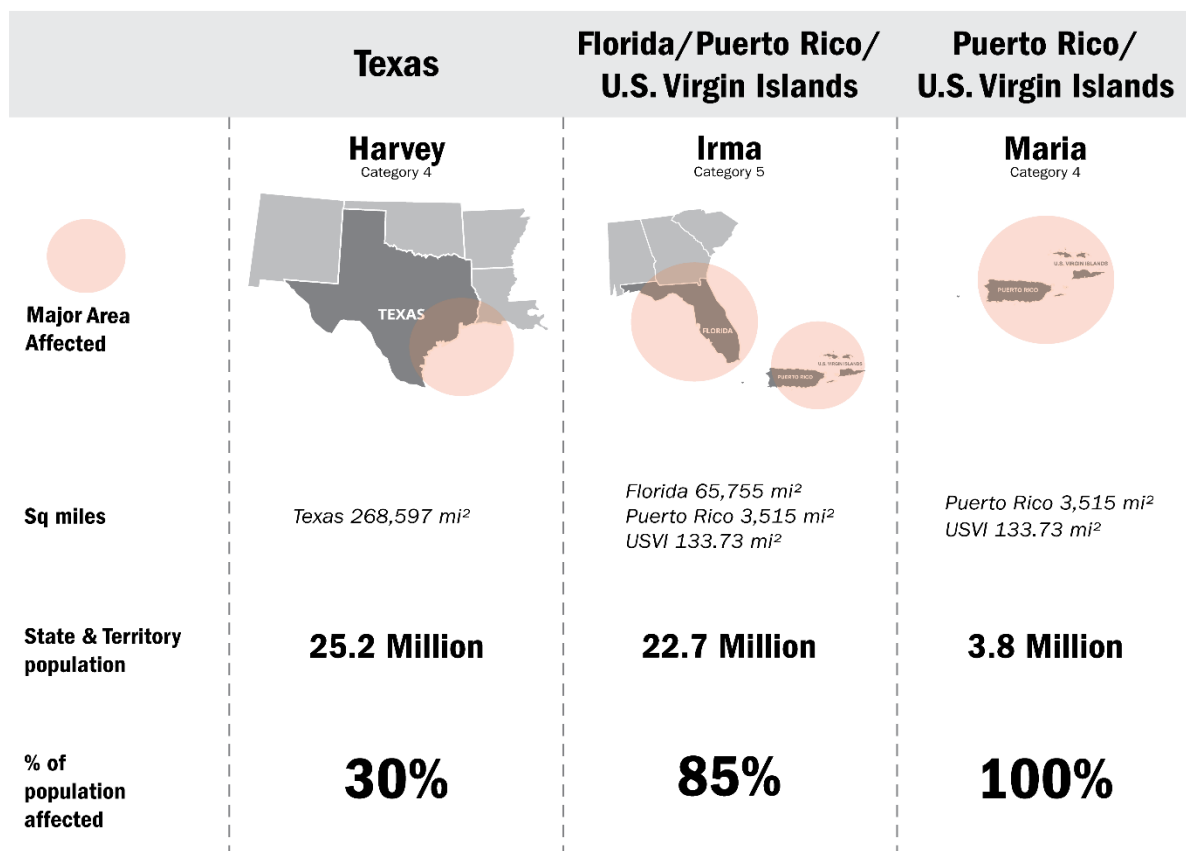 Texas
Florida/Puerto Rico/
U.S. Virgin Islands
Puerto Rico/
U.S. Virgin Islands
Harvey
Category 4
Irma
Category 5
Maria
Category 4
Major Area
Affected
TEXAS
FLORIDA
PUERTO RICO
U.S. VIRGIN ISLANDS
PUERTO RICO
U.S. VIRGIN ISLANDS
Sq miles
Texas 268,597 mi²
Florida 65,755 mi²
Puerto Rico 3,515 mi²
USVI 133.73 mi²
Puerto Rico 3,515 mi²
USVI 133.73 mi²
State & Territory
population
25.2 Million
22.7 Million
3.8 Million
% of
population
affected
30%
85%
100%